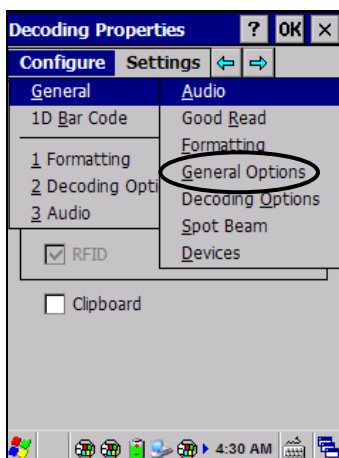 Decoding Properties ? OK ×
Configure Settings
General
1D Bar Code
1 Formatting
2 Decoding Opti
3 Audio
Audio
Good Read
Formatting
General Options
Decoding Options
Spot Beam
Devices
RFID
Clipboard
4:30 AM